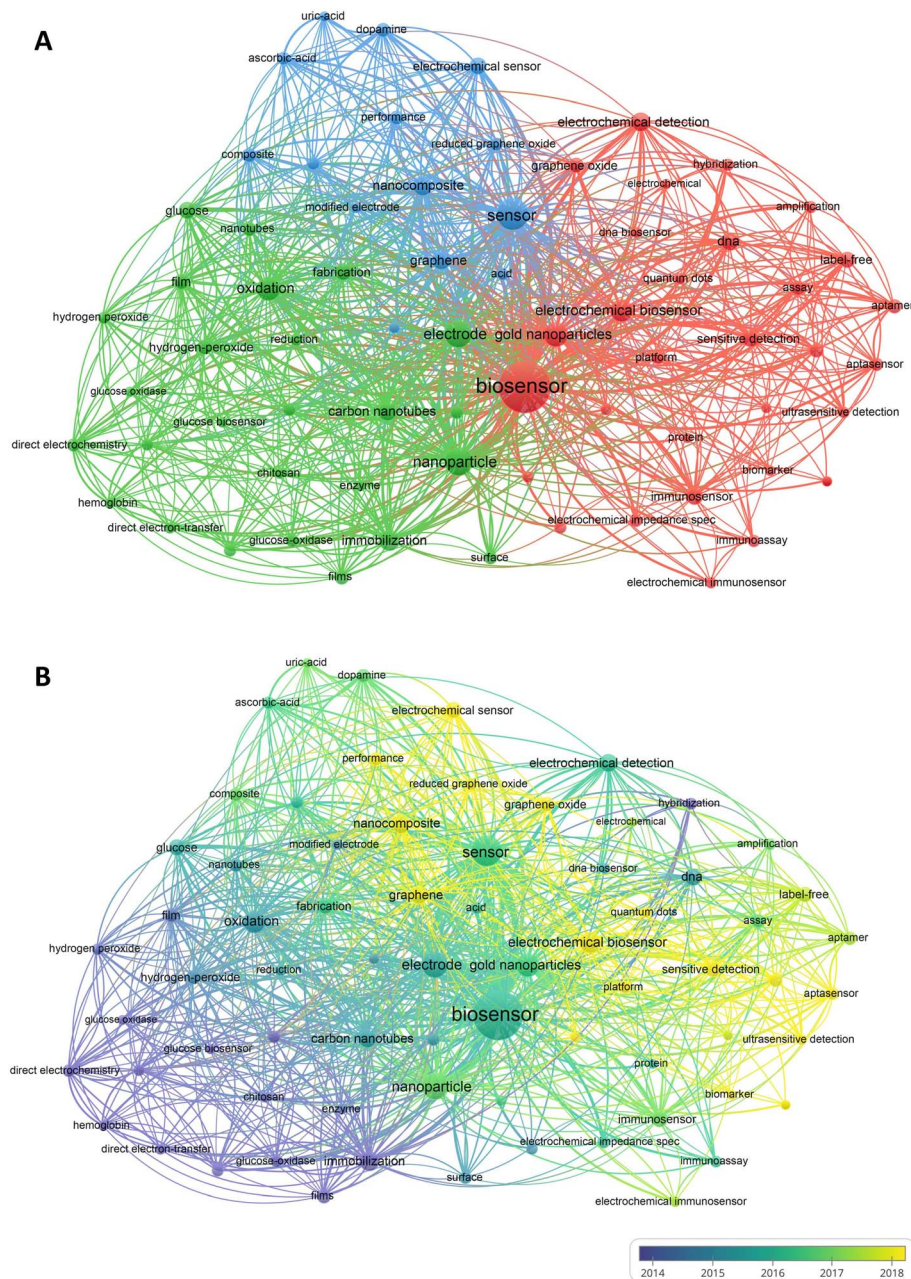 A
uric-acid
dopamine
ascorbic-acid
electrochemical sensor
performance
electrochemical detection
reduced graphene oxide
composite
graphene oxide
hybridization
nanocomposite
electrochemical
glucose
modified electrode
sensor
amplification
nanotubes
dna biosensor
dna
graphene
label-free
fabrication
acid
quantum dots
film
oxidation
assay
aptamer
electrochemical biosensor
hydrogen peroxide
electrode
gold nanoparticles
reduction
sensitive detection
hydrogen-peroxide
platform
aptasensor
biosensor
glucose oxidase
carbon nanotubes
ultrasensitive detection
glucose biosensor
direct electrochemistry
protein
nanoparticle
chitosan
biomarker
enzyme
hemoglobin
immunosensor
direct electron-transfer
electrochemical impedance spec
glucose-oxidase
immobilization
immunoassay
surface
films
electrochemical immunosensor
B
uric-acid
dopamine
ascorbic-acid
electrochemical sensor
performance
electrochemical detection
reduced graphene oxide
composite
graphene oxide
hybridization
nanocomposite
electrochemical
glucose
modified electrode
sensor
amplification
nanotubes
dna biosensor
dna
graphene
label-free
fabrication
acid
quantum dots
film
oxidation
assay
aptamer
electrochemical biosensor
hydrogen peroxide
electrode
gold nanoparticles
reduction
sensitive detection
hydrogen-peroxide
platform
aptasensor
biosensor
glucose oxidase
carbon nanotubes
ultrasensitive detection
glucose biosensor
direct electrochemistry
protein
nanoparticle
chitosan
biomarker
enzyme
hemoglobin
immunosensor
direct electron-transfer
electrochemical impedance spec
glucose-oxidase
immobilization
immunoassay
surface
films
electrochemical immunosensor
2014 2015 2016 2017 2018